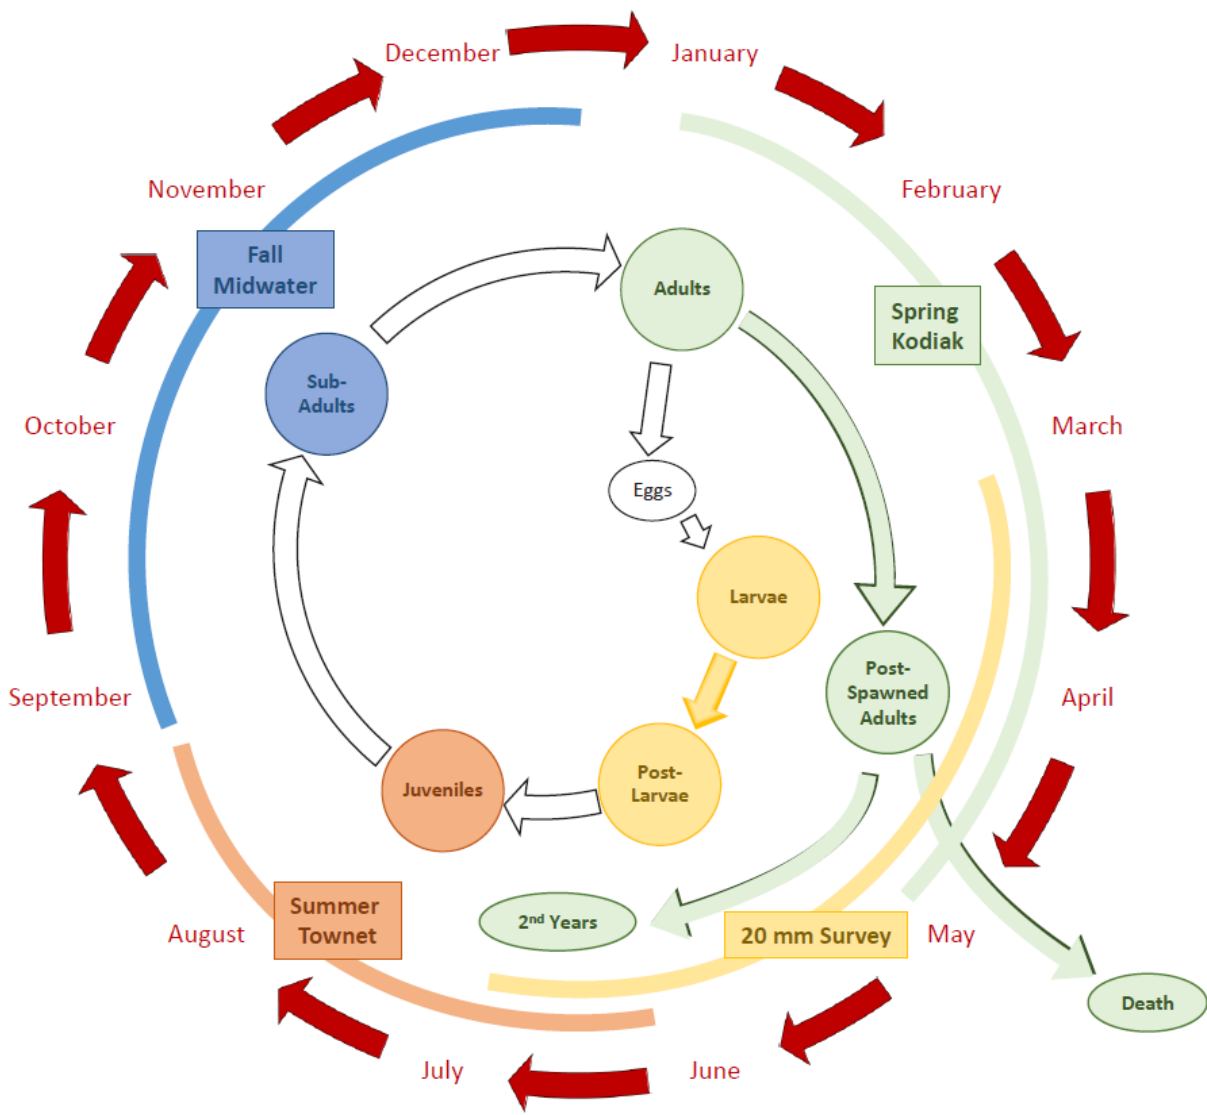 December
January
February
March
April
May
June
July
August
September
October
November
Fall
Midwater
Spring
Kodiak
20 mm Survey
Summer
Townet
Adults
Eggs
Larvae
Post-
Larvae
Juveniles
Sub-
Adults
Post-
Spawned
Adults
2nd Years
Death